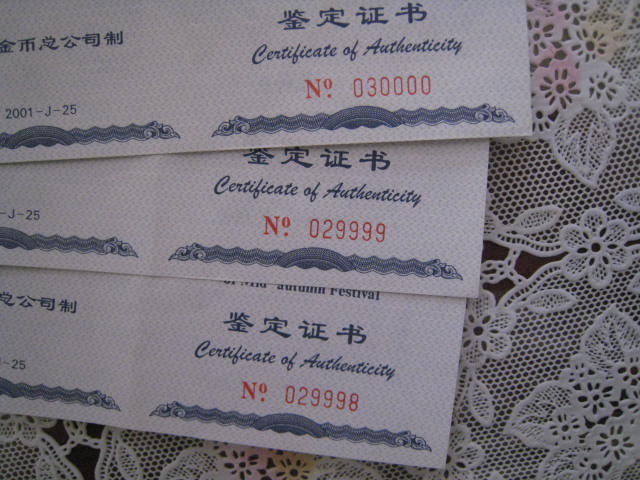 金币总公司制
2001-J-25
鉴定证书
Certificate of Authenticity
Nº 030000
-J-25
鉴定证书
Certificate of Authenticity
Nº 029999
总公司制
-25
of Mid-autumn Festival
鉴定证书
Certificate of Authenticity
Nº 029998